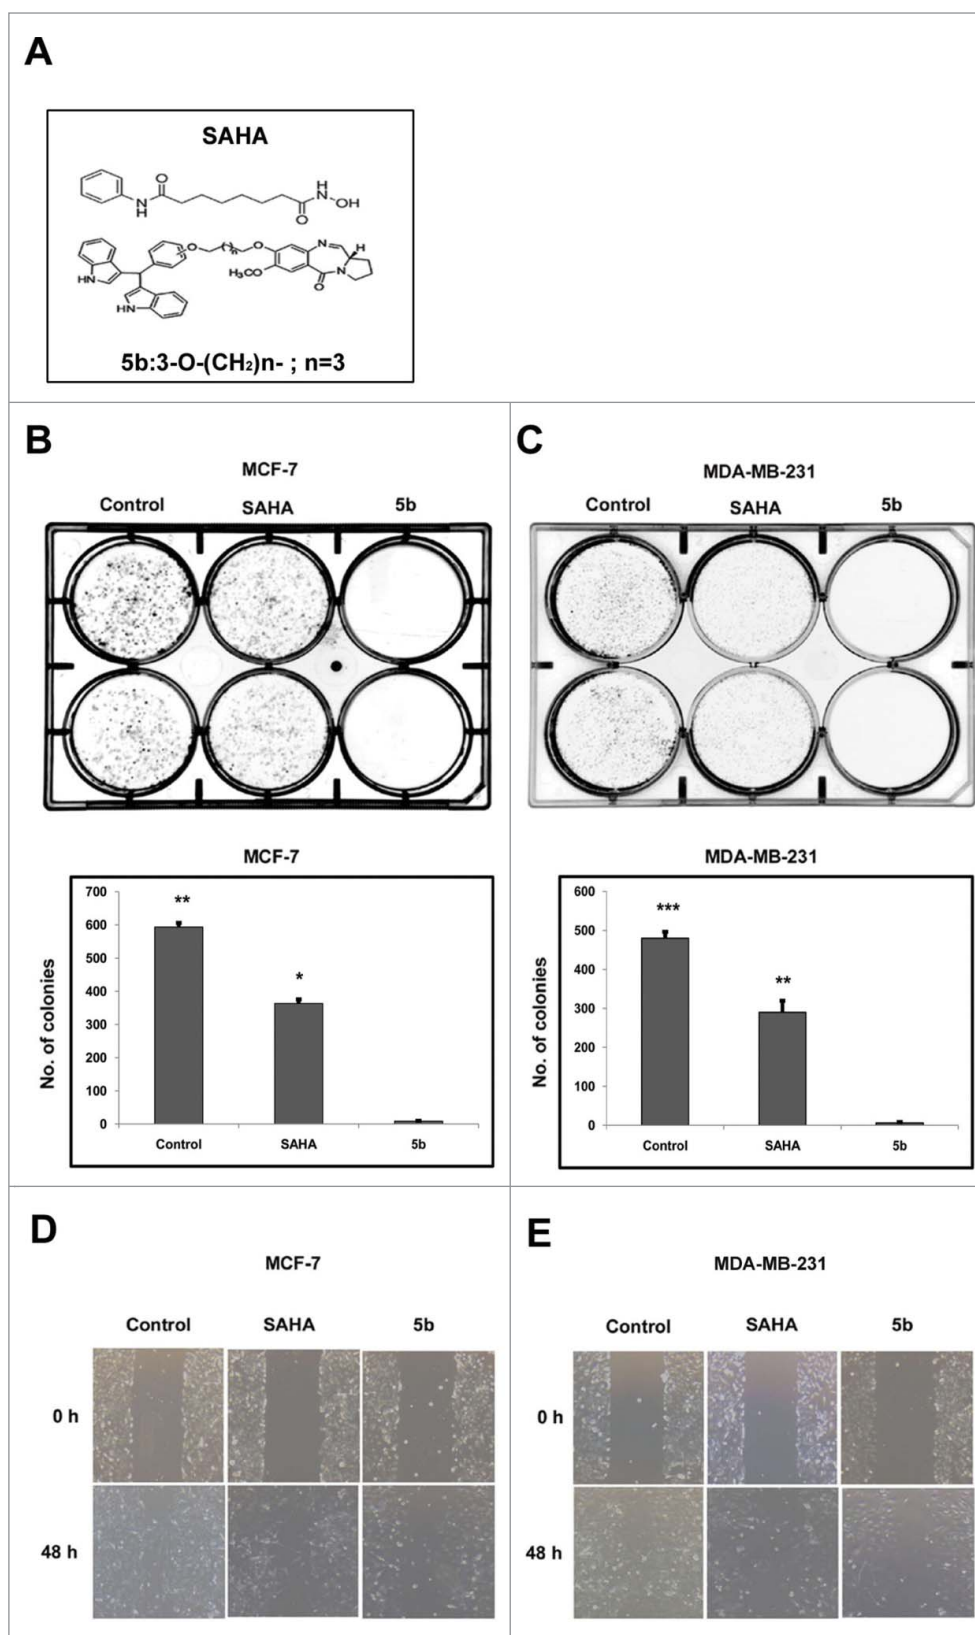 A
SAHA
O
N
H
H
N
OH
O
HN
HN
O
n
O
H₃CO
N
H
N
O
5b:3-O-(CH₂)n- ; n=3
B
MCF-7
Control SAHA 5b
C
MDA-MB-231
Control SAHA 5b
MCF-7
No. of colonies
700
600
500
400
300
200
100
0
**
*
Control SAHA 5b
MDA-MB-231
No. of colonies
600
500
400
300
200
100
0
***
**
Control SAHA 5b
D
MCF-7
Control SAHA 5b
0 h
48 h
E
MDA-MB-231
Control SAHA 5b
0 h
48 h